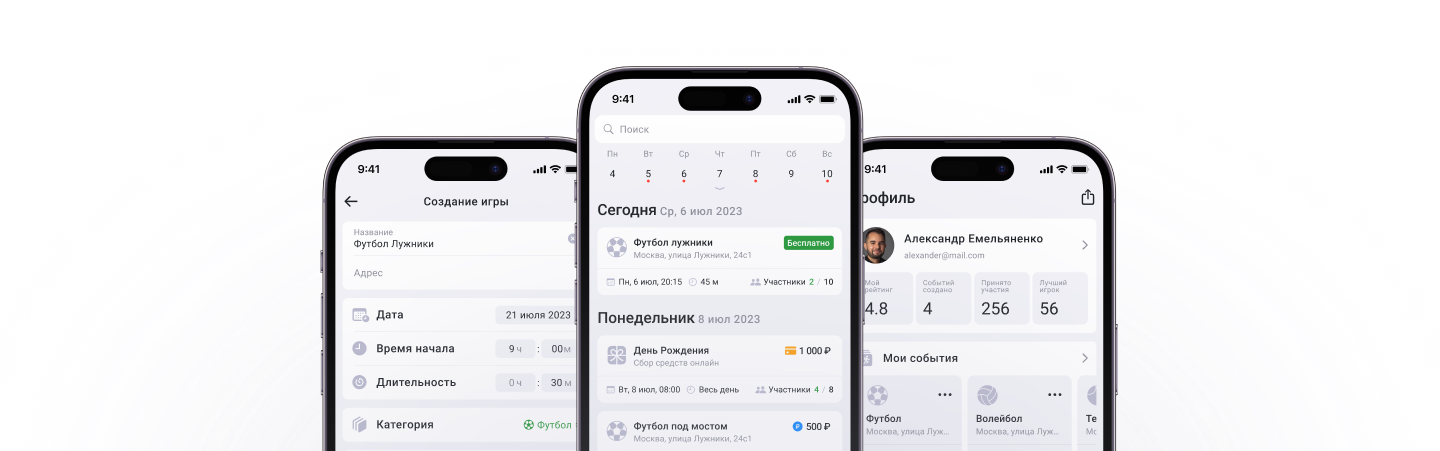 9:41
Создание игры
Название
Футбол Лужники
Адрес
Дата
21 июля 2023
Время начала
9 ч : 00 м
Длительность
0 ч : 30 м
Категория
Футбол
9:41
Поиск
Пн Вт Ср Чт Пт Сб Вс
4 5 6 7 8 9 10
Сегодня Ср, 6 июл 2023
Футбол лужники
Бесплатно
Москва, улица Лужники, 24с1
Пн, 6 июл, 20:15 45 м Участники 2 / 10
Понедельник 8 июл 2023
День Рождения
1 000 ₽
Сбор средств онлайн
Вт, 8 июл, 08:00 Весь день Участники 4 / 8
Футбол под мостом
500 ₽
Москва, улица Лужники, 24с1
9:41
рофиль
Александр Емельяненко
alexander@mail.com
Мой рейтинг
4.8
Событий создано
4
Принято участия
256
Лучший игрок
56
Мои события
Футбол
Москва, улица Луж...
Волейбол
Москва, улица Луж...
Те
Мо